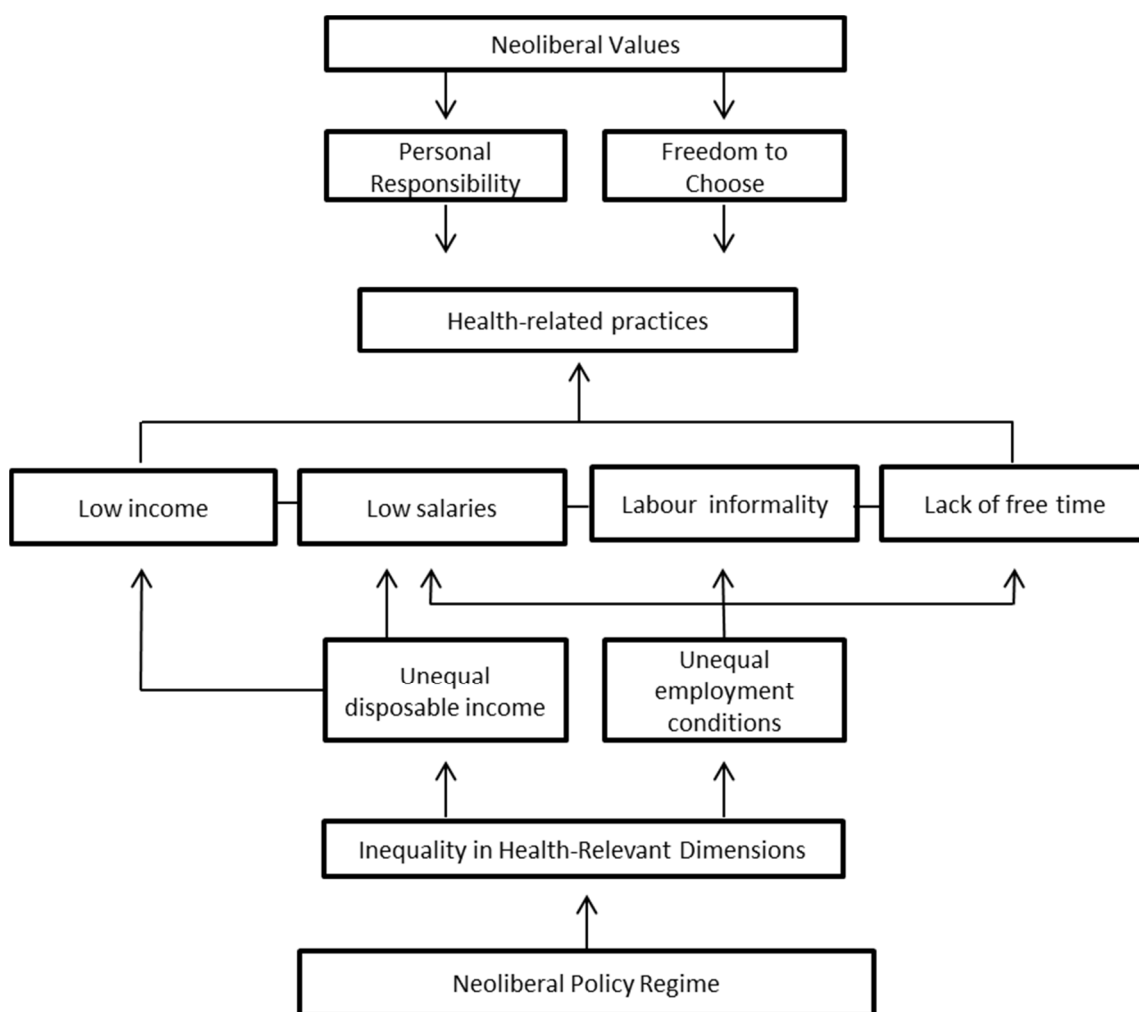 Neoliberal Values
Personal
Responsibility
Freedom to
Choose
Health-related practices
Low income
Low salaries
Labour informality
Lack of free time
Unequal
disposable income
Unequal
employment
conditions
Inequality in Health-Relevant Dimensions
Neoliberal Policy Regime